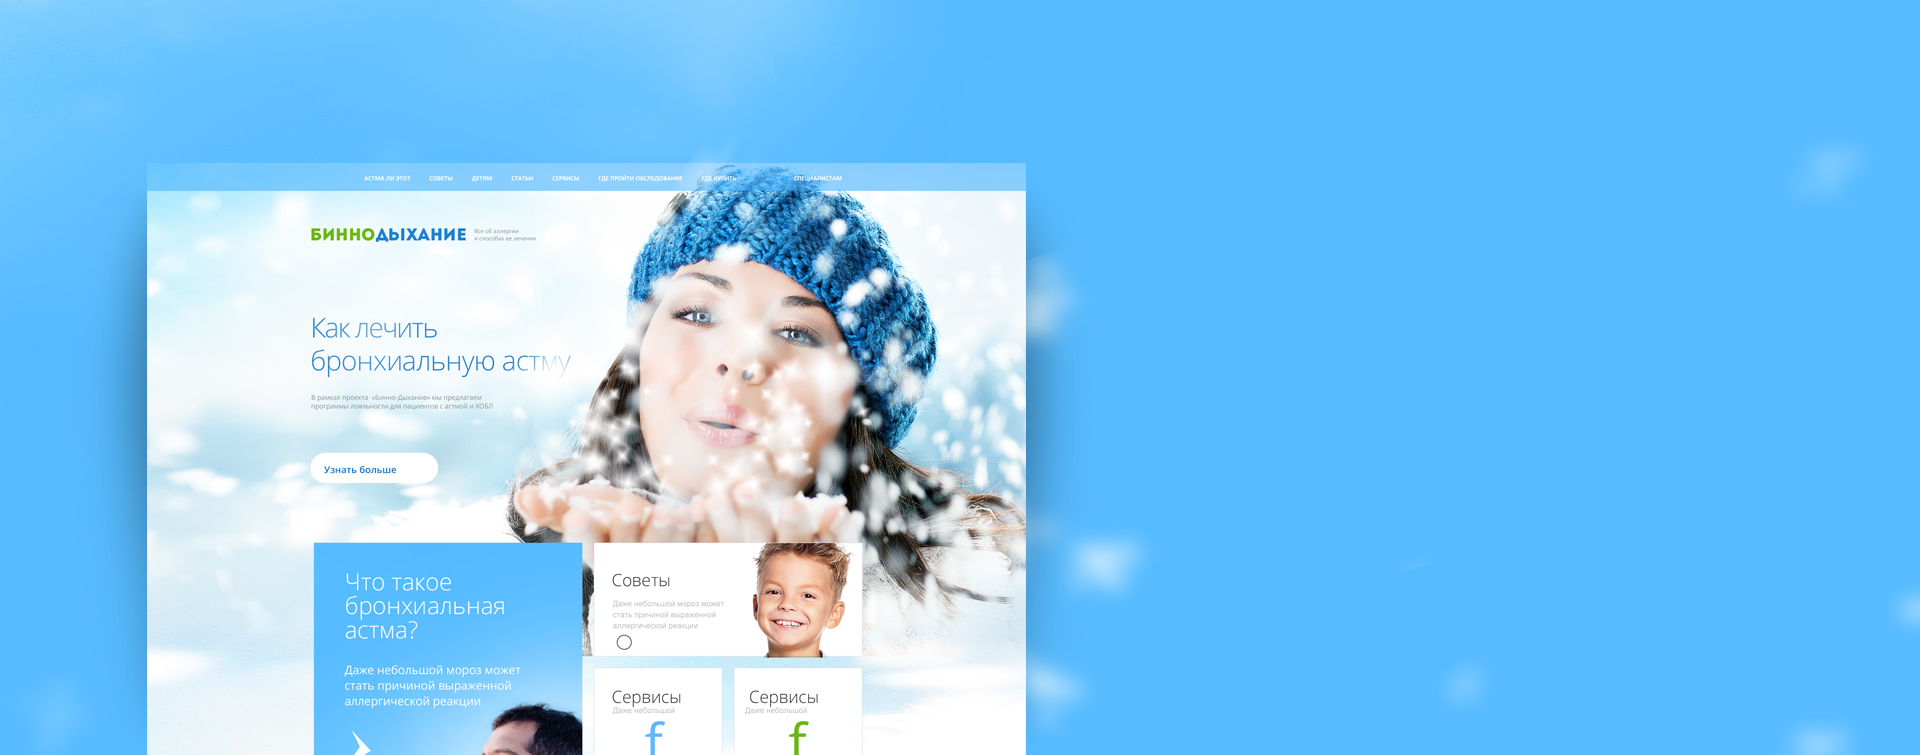 АСТМА ЛИ ЭТО? СОВЕТЫ ДЕТЯМ СТАТЬИ СЕРВИСЫ ГДЕ ПРОЙТИ ОБСЛЕДОВАНИЕ ГДЕ КУПИТЬ СПЕЦИАЛИСТАМ
БИННОДЫХАНИЕ
Все об аллергии
и способах ее лечения
Как лечить
бронхиальную астму
В рамках проекта «Бинно-Дыхание» мы предлагаем
программы лояльности для пациентов с астмой и ХОБЛ
Узнать больше
Что такое
бронхиальная
астма?
Даже небольшой мороз может
стать причиной выраженной
аллергической реакции
Советы
Даже небольшой мороз может
стать причиной выраженной
аллергической реакции
Сервисы
Даже небольшой
f
Сервисы
Даже небольшой
f